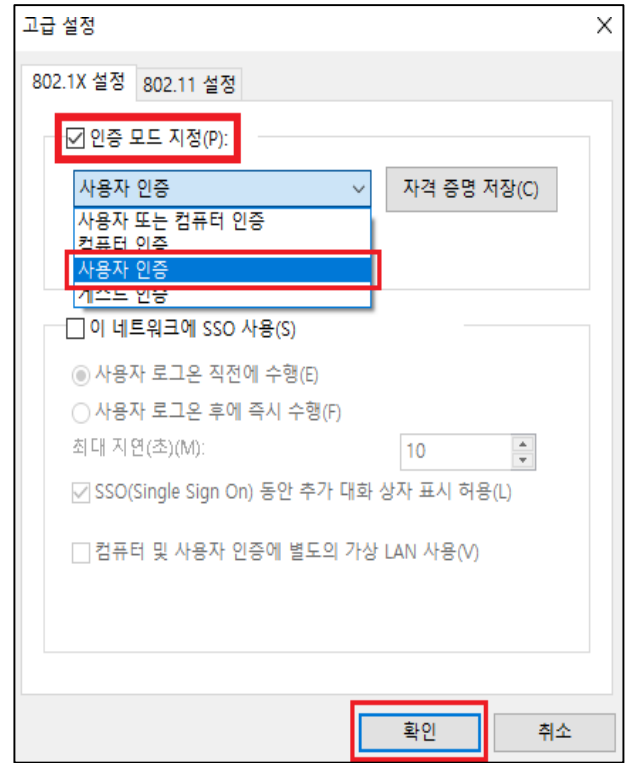 고급 설정
802.1X 설정 802.11 설정
인증 모드 지정(P):
사용자 인증 자격 증명 저장(C)
사용자 또는 컴퓨터 인증
컴퓨터 인증
사용자 인증
게스트 인증
이 네트워크에 SSO 사용(S)
사용자 로그온 직전에 수행(E)
사용자 로그온 후에 즉시 수행(F)
최대 지연(초)(M): 10
SSO(Single Sign On) 동안 추가 대화 상자 표시 허용(L)
컴퓨터 및 사용자 인증에 별도의 가상 LAN 사용(V)
확인 취소